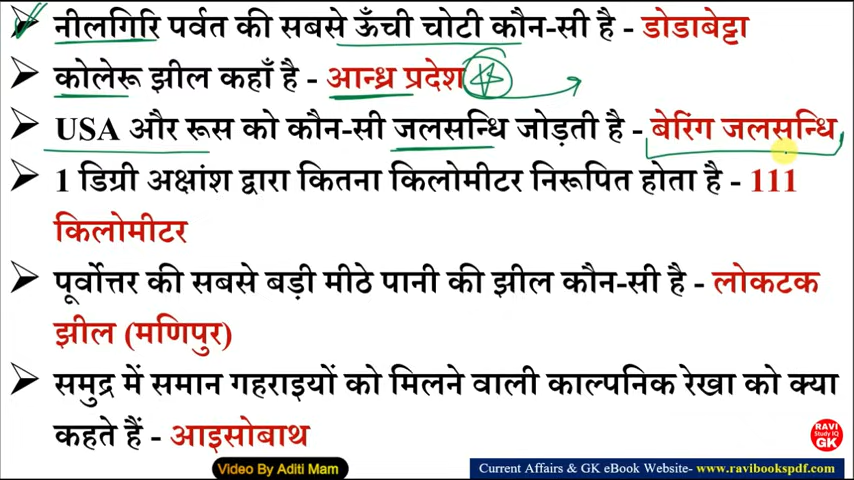 नीलगिरि पर्वत की सबसे ऊँची चोटी कौन-सी है - डोडाबेट्टा
कोलेरू झील कहाँ है - आन्ध्र प्रदेश
USA और रूस को कौन-सी जलसन्धि जोड़ती है - बेरिंग जलसन्धि
1 डिग्री अक्षांश द्वारा कितना किलोमीटर निरूपित होता है - 111
किलोमीटर
पूर्वोत्तर की सबसे बड़ी मीठे पानी की झील कौन-सी है - लोकटक
झील (मणिपुर)
समुद्र में समान गहराइयों को मिलने वाली काल्पनिक रेखा को क्या
कहते हैं - आइसोबाथ
RAVI
Study IQ
GK
Video By Aditi Mam
Current Affairs & GK eBook Website- www.ravibookspdf.com